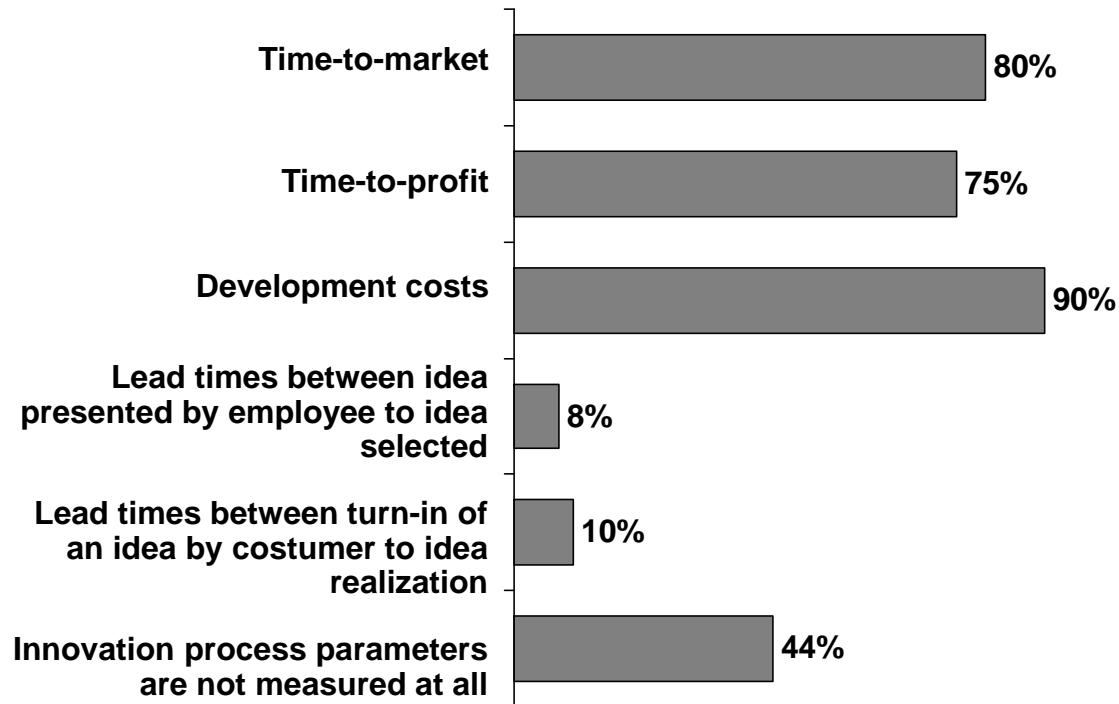 Time-to-market
80%
Time-to-profit
75%
Development costs
90%
Lead times between idea
presented by employee to idea
selected
8%
Lead times between turn-in of
an idea by costumer to idea
realization
10%
Innovation process parameters
are not measured at all
44%